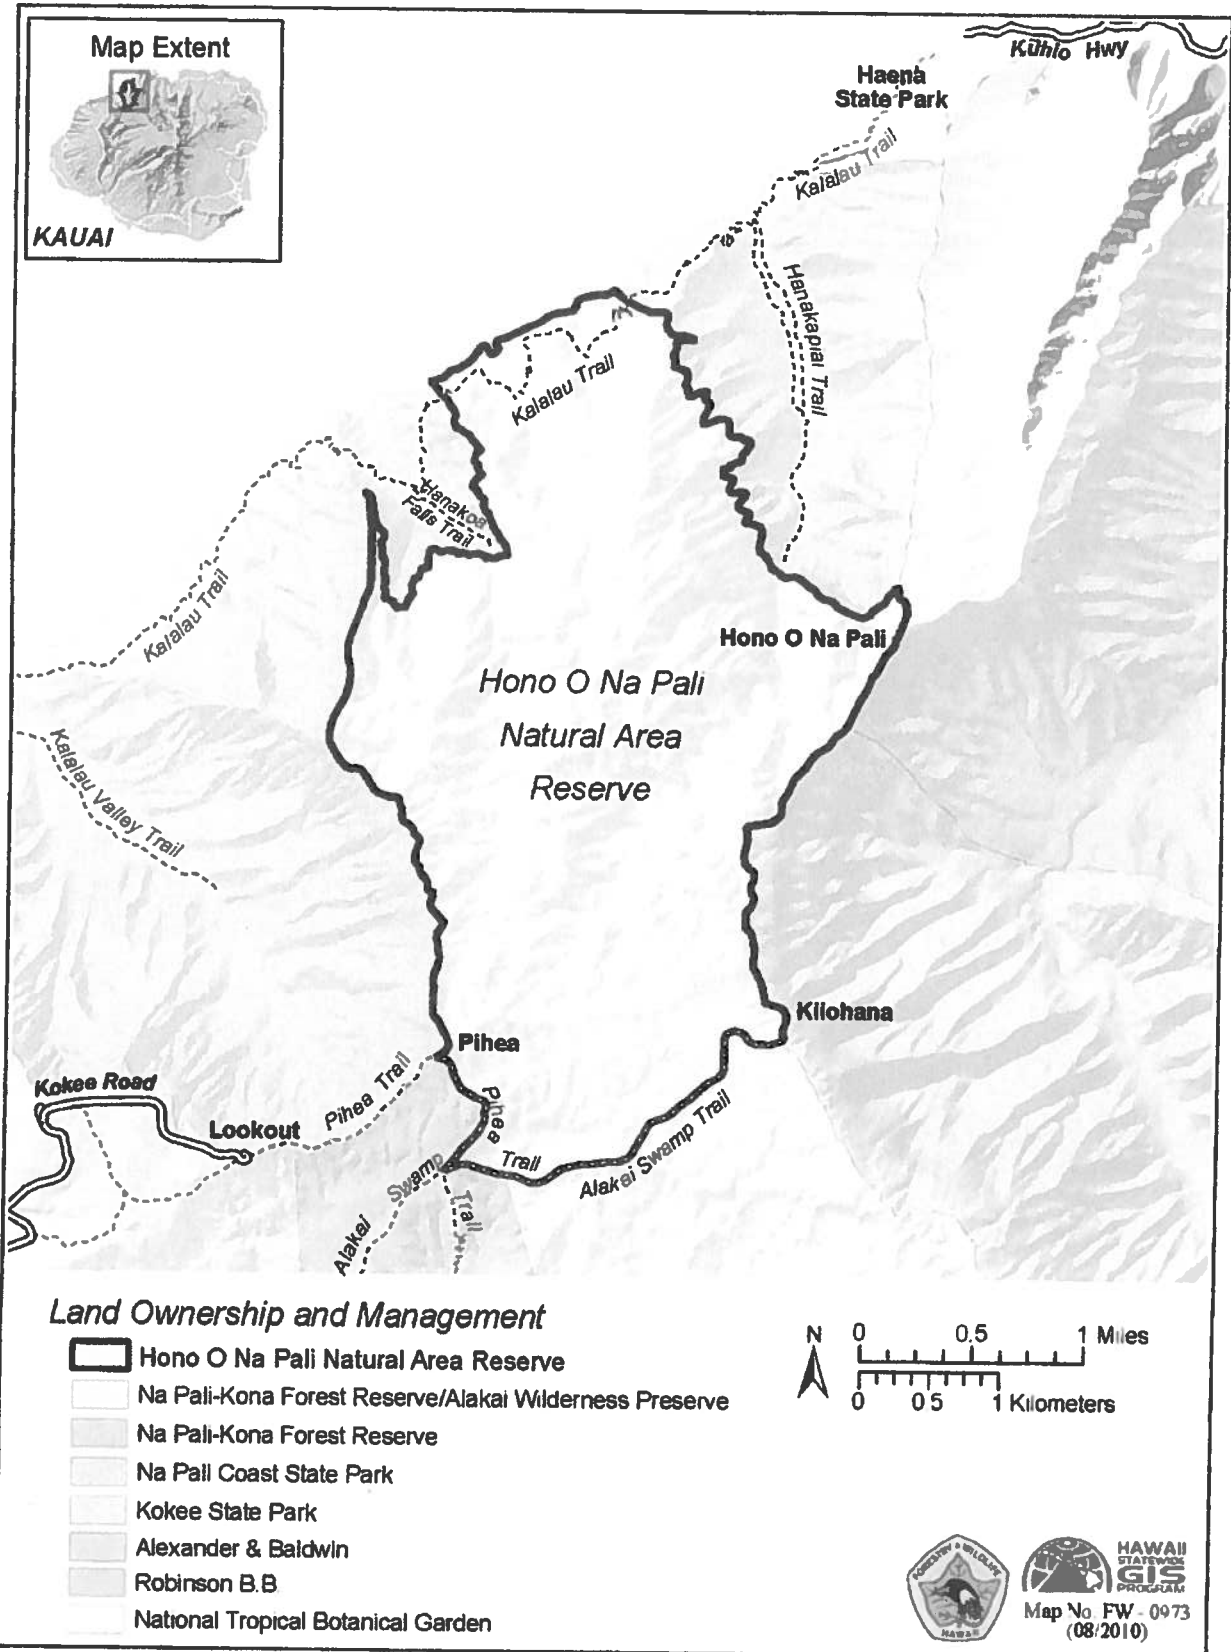 Map Extent
KAUAI
Kūhio Hwy
Haena
State Park
Kalalau Trail
Hanakapiai Trail
Kalalau Trail
Hanakoa
Falls Trail
Kalalau Trail
Hono O Na Pali
Hono O Na Pali
Natural Area
Reserve
Kalalau Valley Trail
Kilohana
Pihea
Kokee Road
Pihea Trail
Pihea
Lookout
Trail
Alakai Swamp Trail
Alakai Swamp
Trail
Land Ownership and Management
Hono O Na Pali Natural Area Reserve
Na Pali-Kona Forest Reserve/Alakai Wilderness Preserve
Na Pali-Kona Forest Reserve
Na Pali Coast State Park
Kokee State Park
Alexander & Baldwin
Robinson B.B
National Tropical Botanical Garden
N
0 0.5 1 Miles
0 0 5 1 Kilometers
FORESTRY & WILDLIFE
HAWAII
HAWAII
STATEWIDE
GIS
PROGRAM
Map No. FW - 0973
(08/2010)